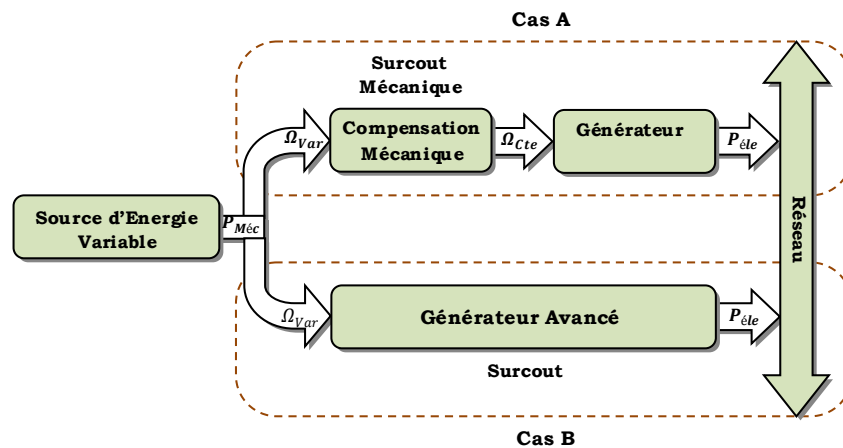 Cas A
Surcout
Mécanique
Ω_Var
Compensation
Mécanique
Ω_Cte
Générateur
P_éle
Source d’Energie
Variable
P_Méc
Réseau
Ω_Var
Générateur Avancé
P_éle
Surcout
Cas B